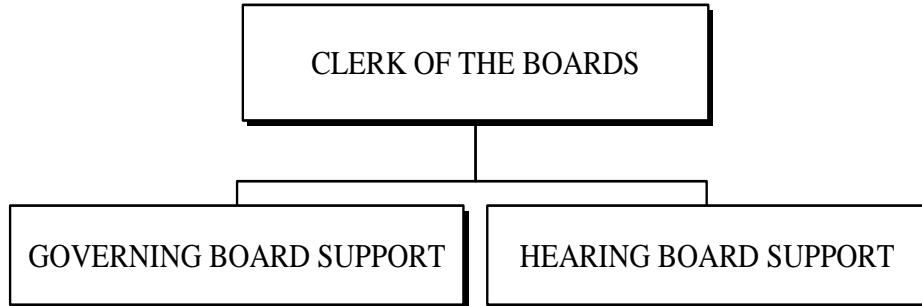 CLERK OF THE BOARDS
GOVERNING BOARD SUPPORT
HEARING BOARD SUPPORT